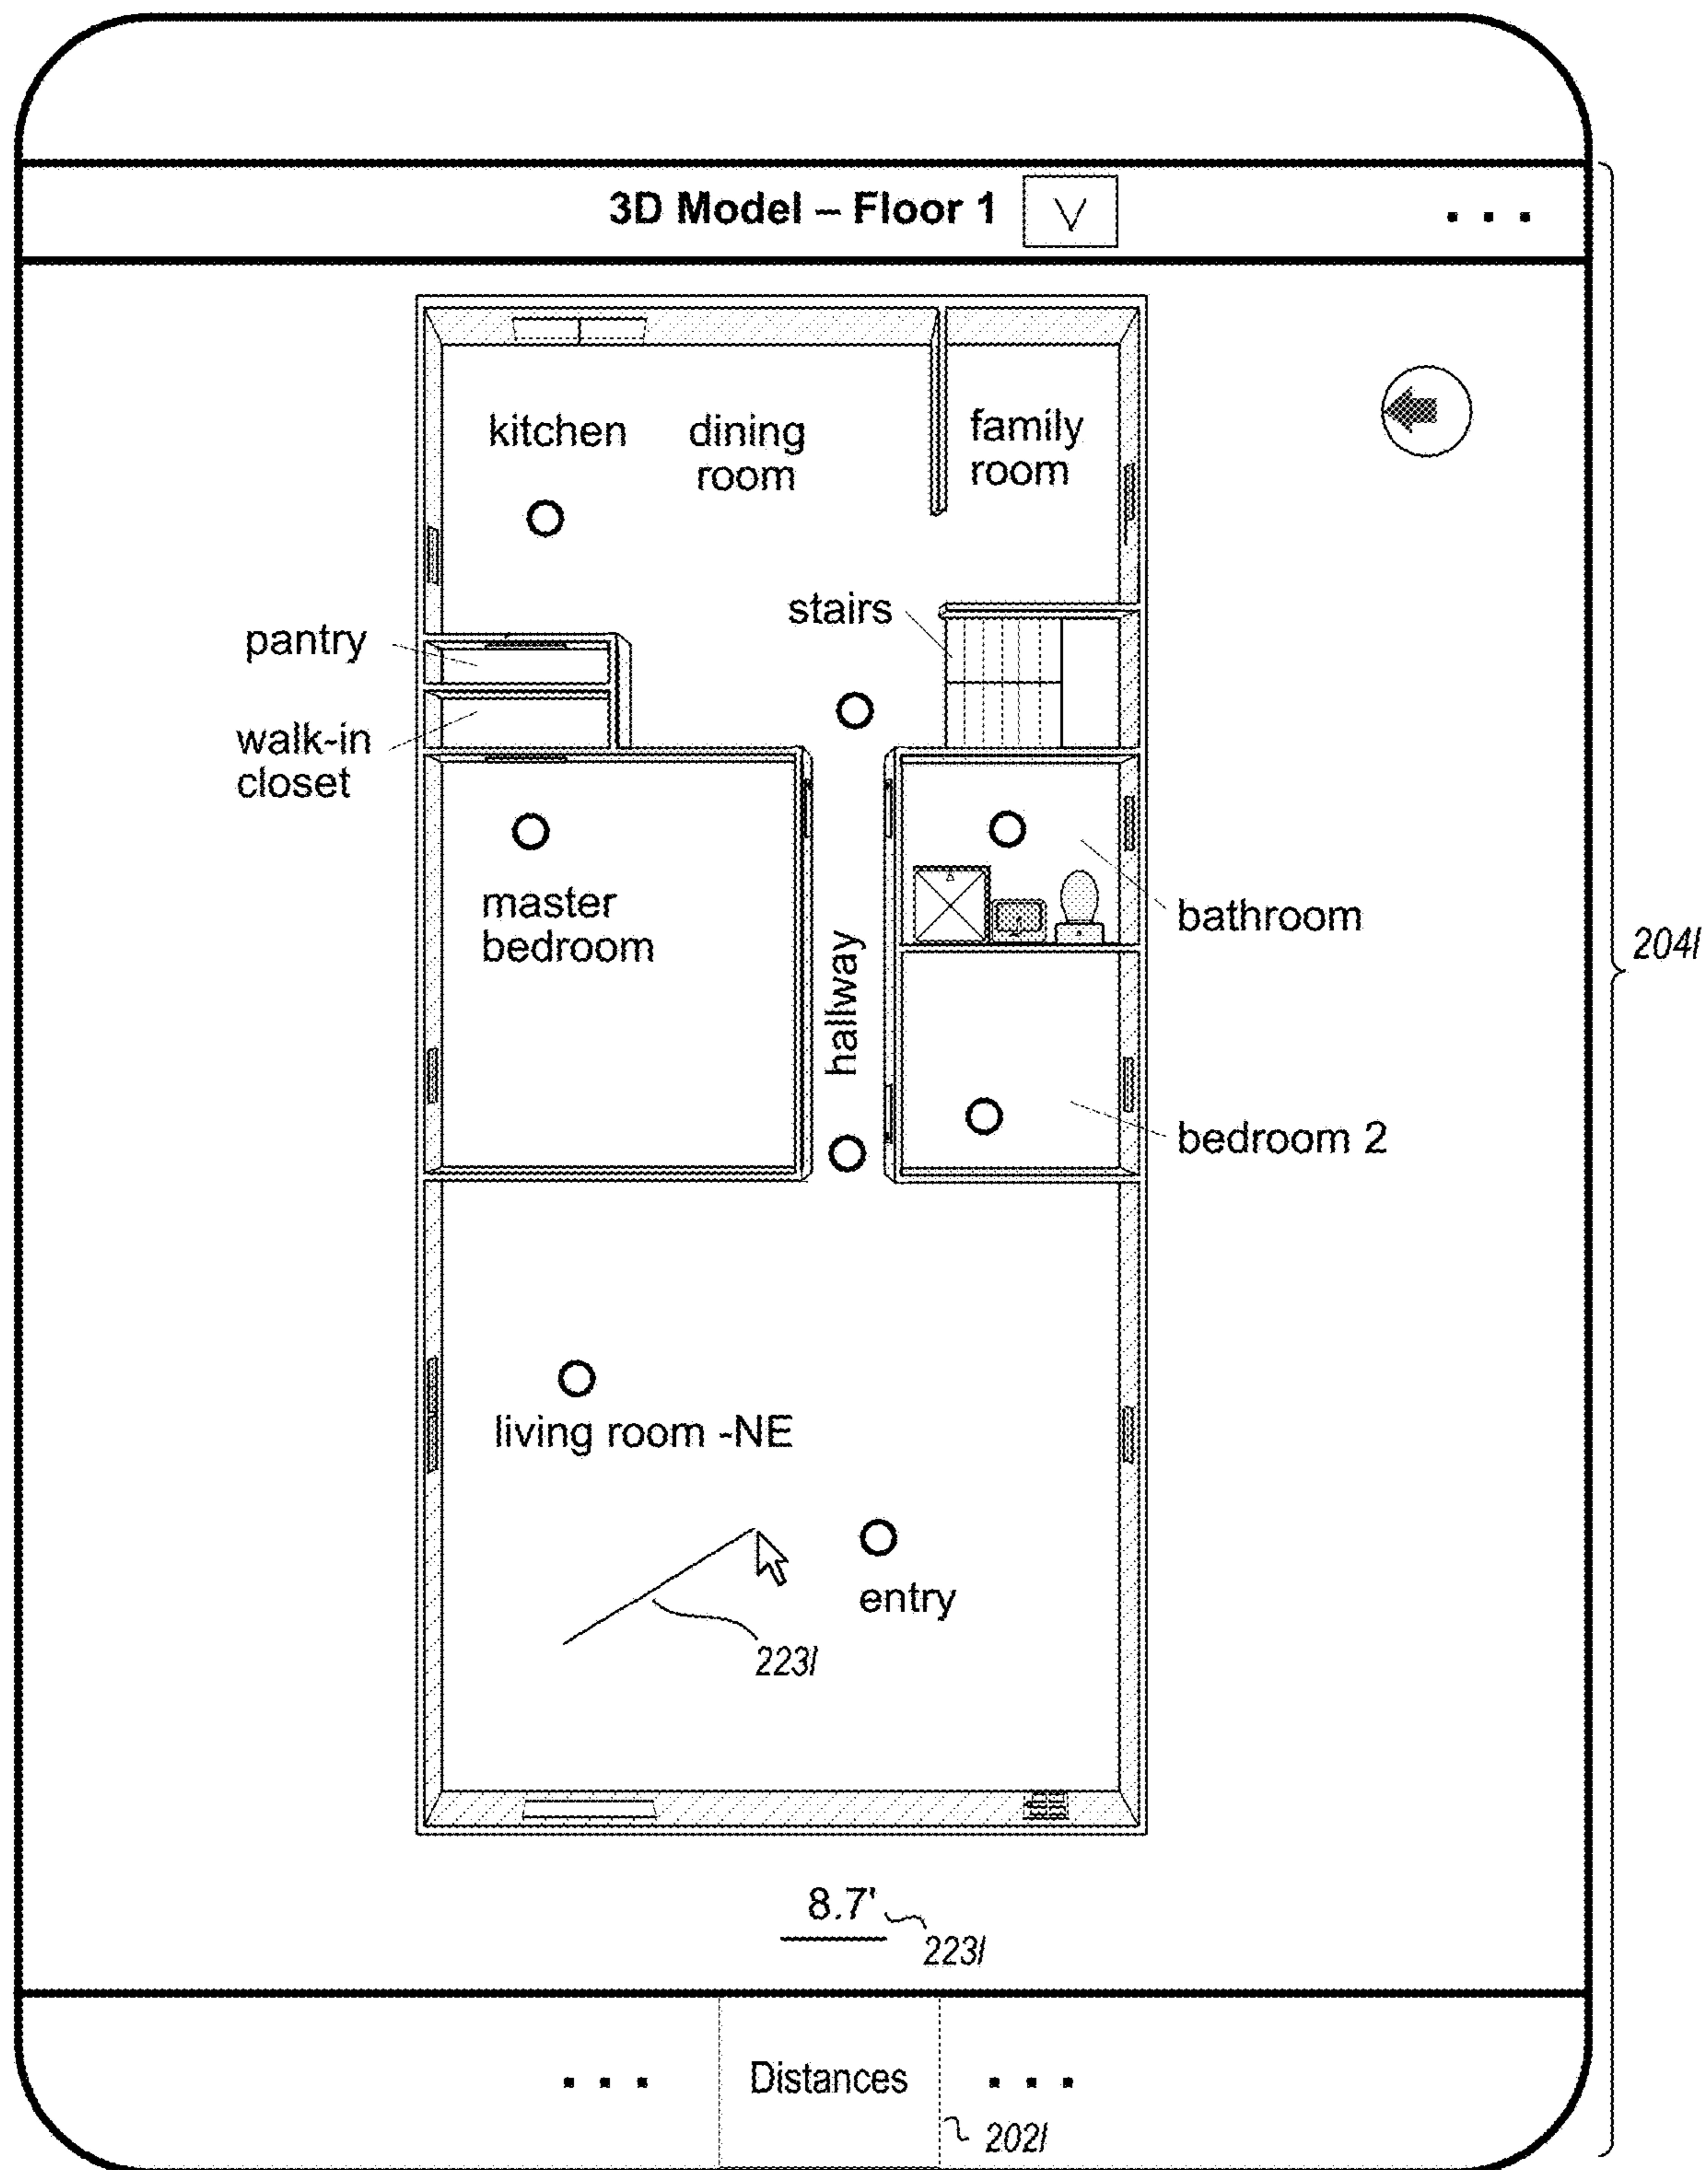 3D Model – Floor 1 V . . .
kitchen
dining
room
family
room
stairs
pantry
walk-in
closet
master
bedroom
hallway
bathroom
204l
bedroom 2
living room -NE
entry
223l
8.7'
223l
. . . Distances . . .
202l